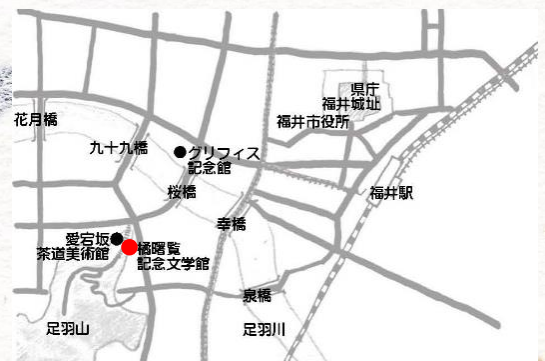 県庁
福井城址
福井市役所
花月橋
九十九橋
グリフィス
記念館
桜橋
福井駅
幸橋
愛宕坂
茶道美術館
橘曙覧
記念文学館
泉橋
足羽山
足羽川